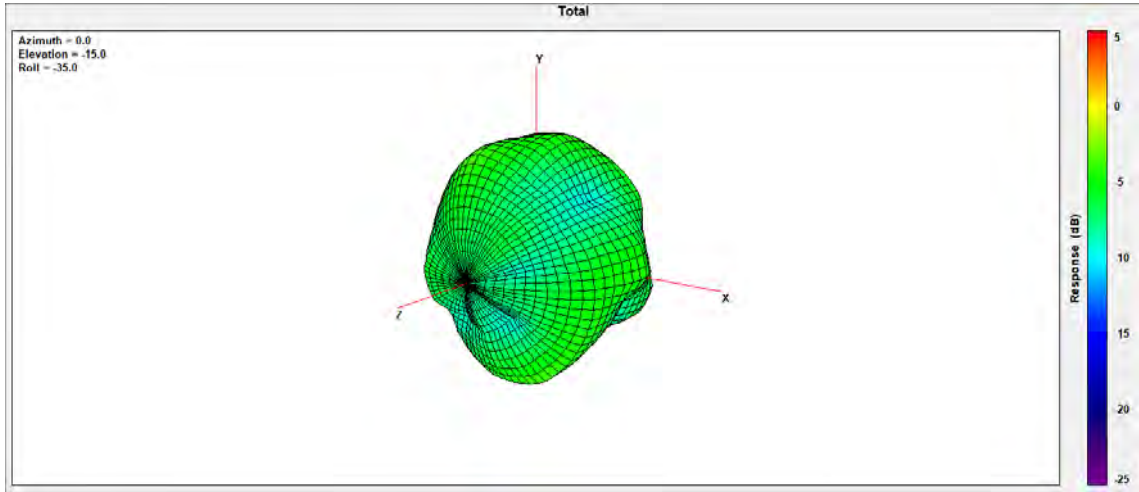 Total
Azimuth = 0.0
Elevation = -15.0
Roll = -35.0
Y
X
Z
5
0
-5
-10
-15
-20
-25
Response (dB)